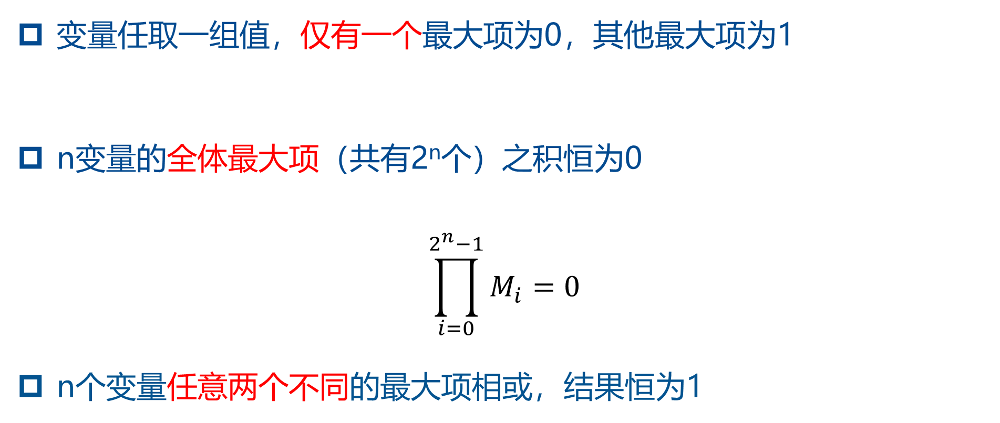 变量任取一组值，仅有一个最大项为0，其他最大项为1
n变量的全体最大项（共有2ⁿ个）之积恒为0
∏_{i=0}^{2^n-1} M_i = 0
n个变量任意两个不同的最大项相或，结果恒为1